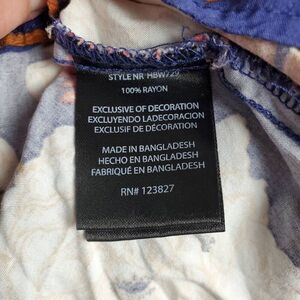 STYLE NR HBW729
100% RAYON
EXCLUSIVE OF DECORATION
EXCLUYENDO LADECORACION
EXCLUSIF DE DÉCORATION
MADE IN BANGLADESH
HECHO EN BANGLADESH
FABRIQUÉ EN BANGLADESH
RN# 123827